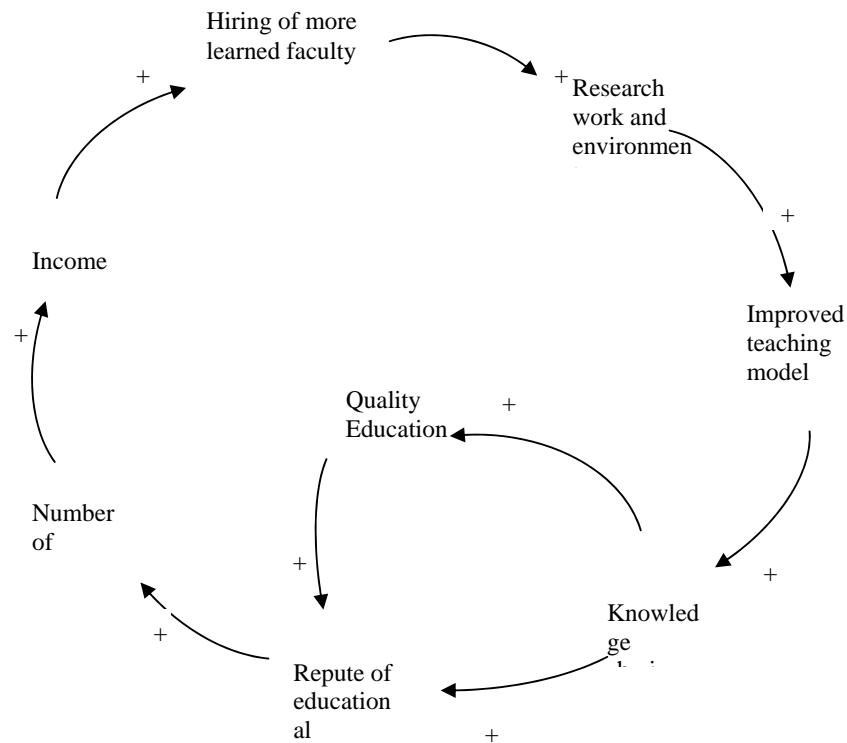 Hiring of more
learned faculty
+
+
Research
work and
environmen
+
Income
Improved
teaching
model
+
Quality
Education
+
Number
of
+
+
Knowled
ge
+
Repute of
education
al
+